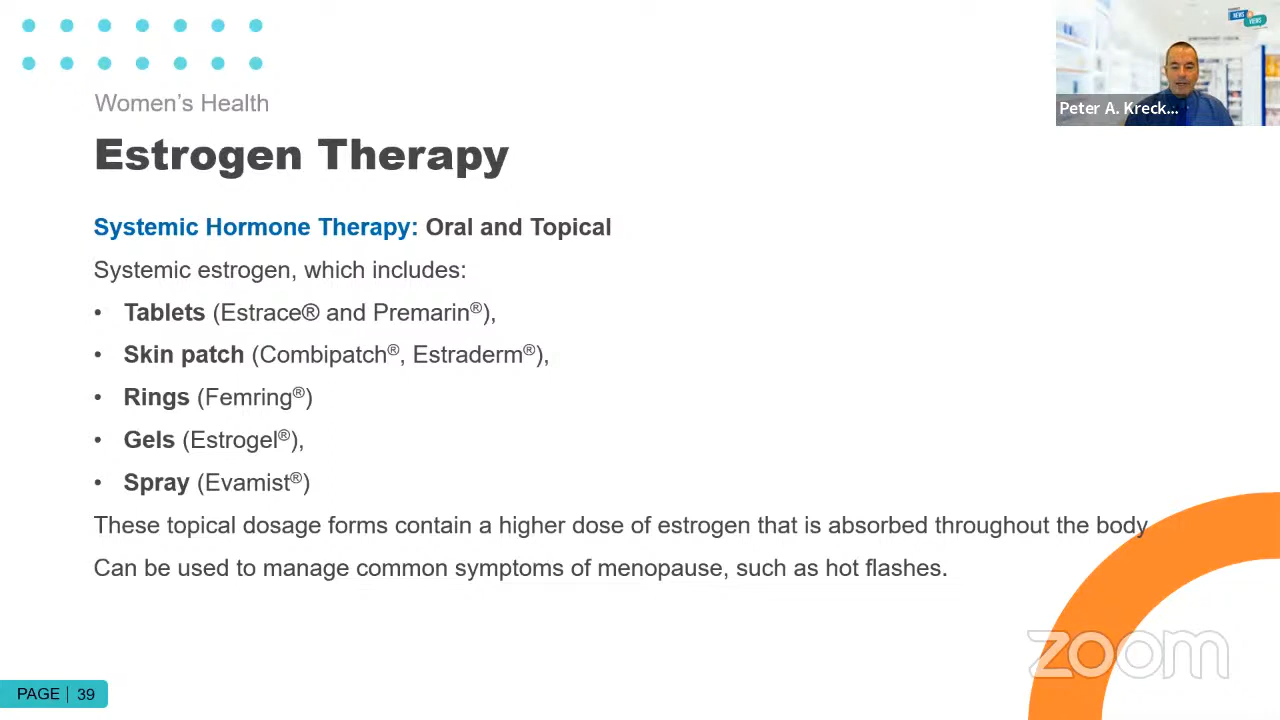 Women's Health
Estrogen Therapy
Systemic Hormone Therapy: Oral and Topical
Systemic estrogen, which includes:
• Tablets (Estrace® and Premarin®),
• Skin patch (Combipatch®, Estraderm®),
• Rings (Femring®)
• Gels (Estrogel®),
• Spray (Evamist®)
These topical dosage forms contain a higher dose of estrogen that is absorbed throughout the body
Can be used to manage common symptoms of menopause, such as hot flashes.
NEWS
VIEWS
Peter A. Kreck...
zoom
PAGE | 39